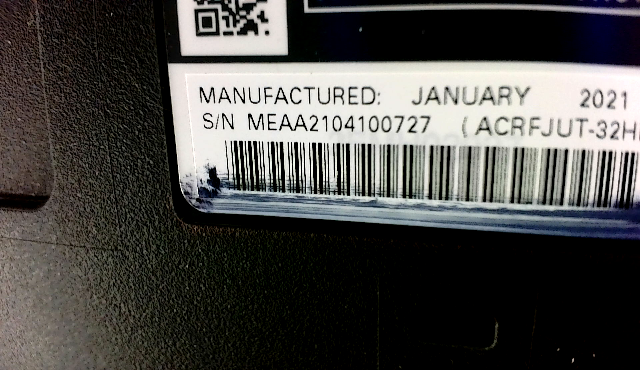 MANUFACTURED: JANUARY 2021
S/N MEAA2104100727 (ACRFJUT-32H